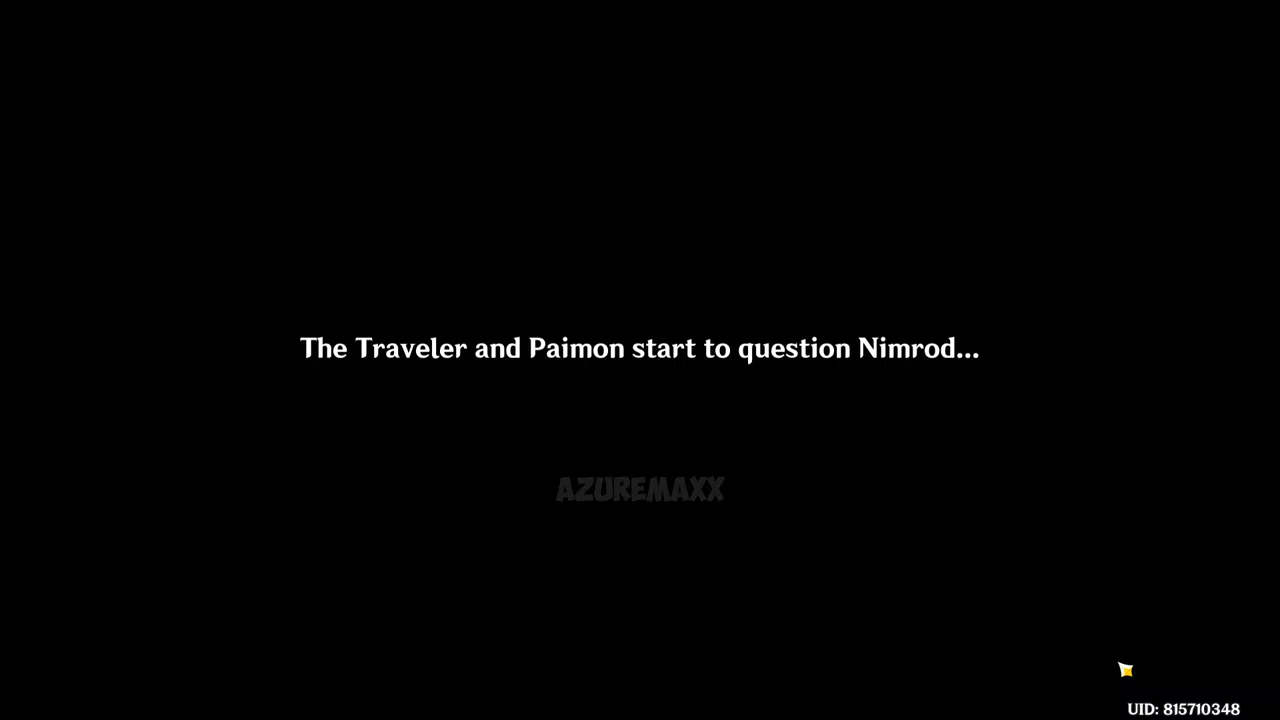 The Traveler and Paimon start to question Nimrod...
AZUREMAXX
UID: 815710348